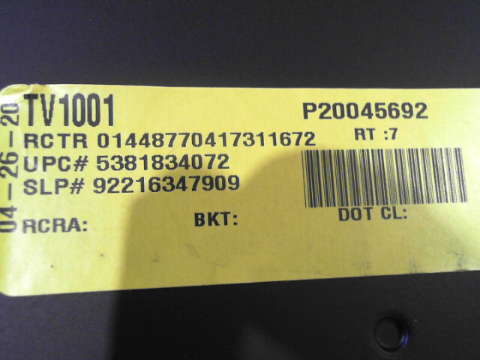 04-26-20
TV1001 P20045692
RCTR 01448770417311672 RT :7
UPC# 5381834072
SLP# 92216347909
RCRA: BKT: DOT CL: